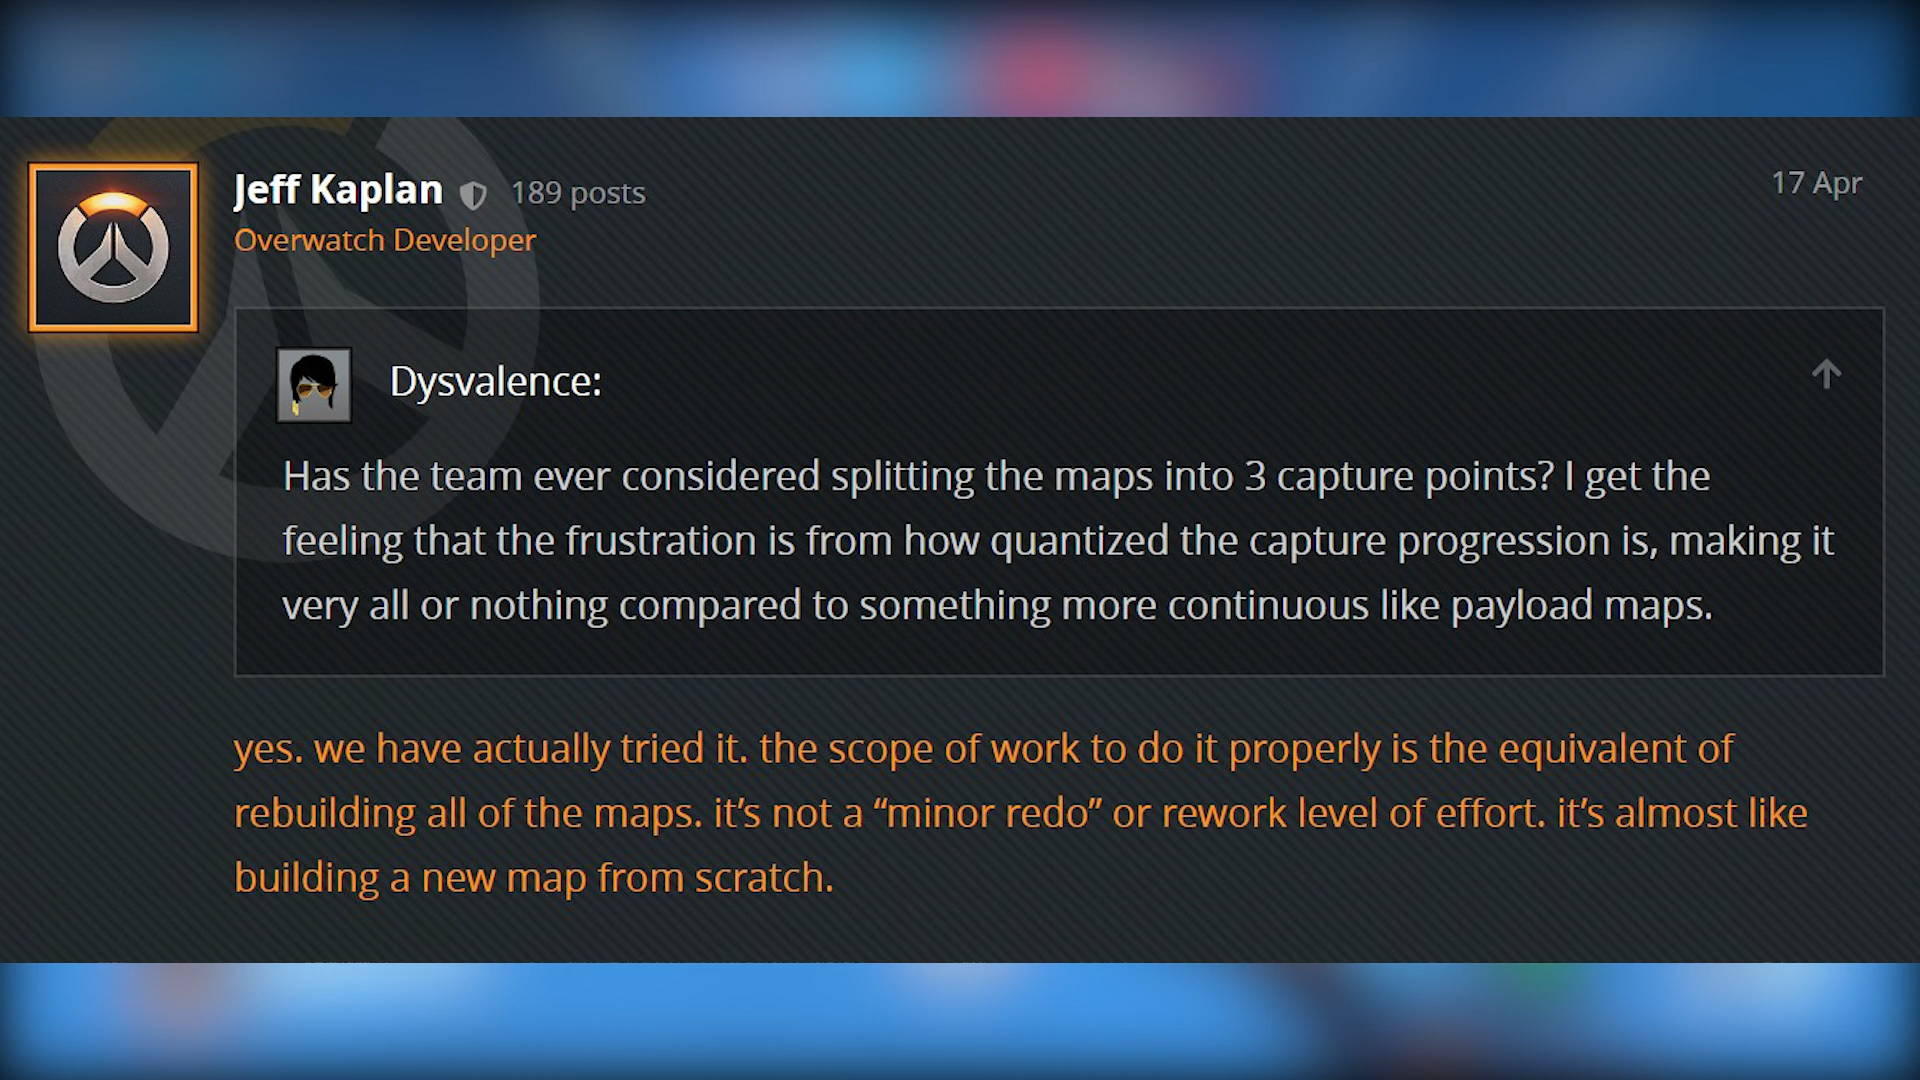 Jeff Kaplan 189 posts 17 Apr
Overwatch Developer
Dysvalence:
Has the team ever considered splitting the maps into 3 capture points? I get the
feeling that the frustration is from how quantized the capture progression is, making it
very all or nothing compared to something more continuous like payload maps.
yes. we have actually tried it. the scope of work to do it properly is the equivalent of
rebuilding all of the maps. it’s not a “minor redo” or rework level of effort. it’s almost like
building a new map from scratch.